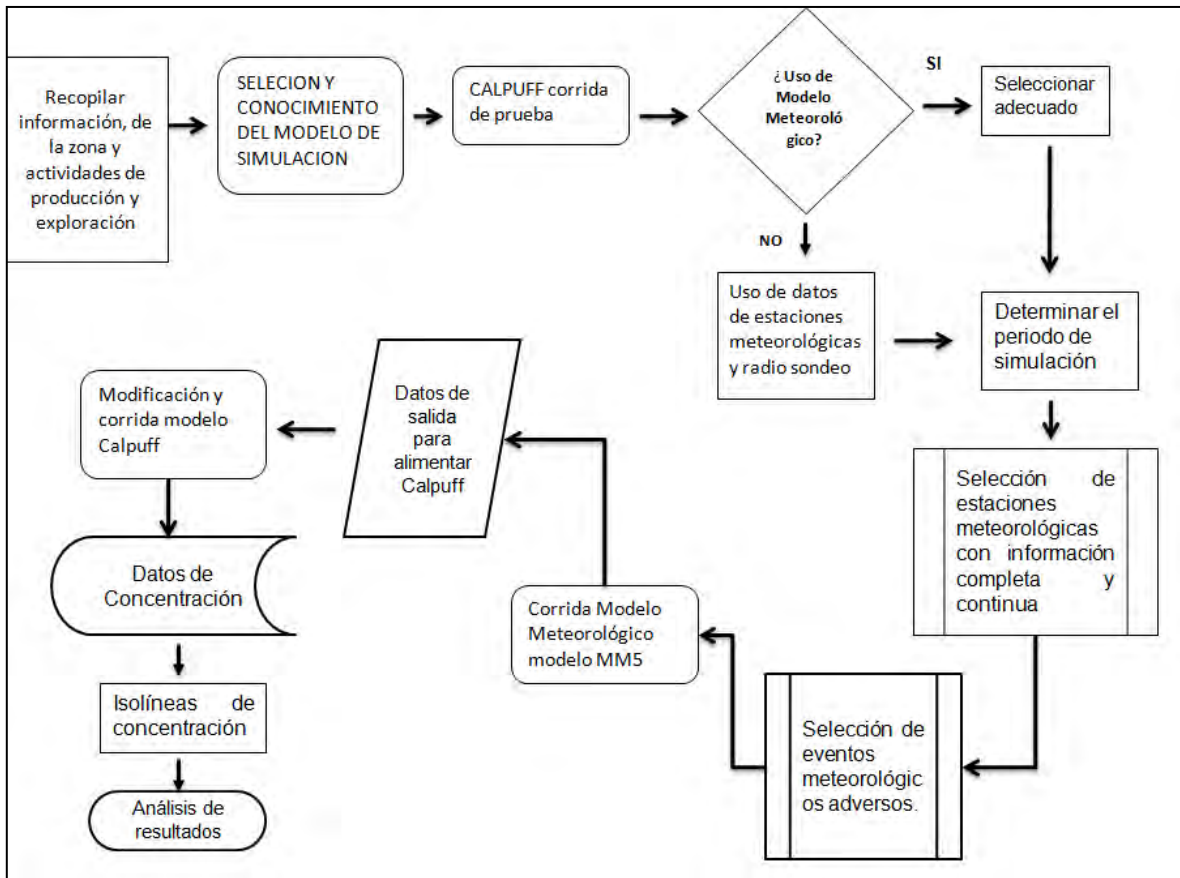 Recopilar
información, de
la zona y
actividades de
producción y
exploración
SELECION Y
CONOCIMIENTO
DEL MODELO DE
SIMULACION
CALPUFF corrida
de prueba
¿Uso de
Modelo
Meteoroló
gico?
SI
Seleccionar
adecuado
NO
Uso de datos
de estaciones
meteorológicas
y radio sondeo
Determinar el
periodo de
simulación
Selección de
estaciones
meteorológicas
con información
completa y
continua
Selección de
eventos
meteorológic
os adversos.
Corrida Modelo
Meteorológico
modelo MM5
Datos de
salida
para
alimentar
Calpuff
Modificación y
corrida modelo
Calpuff
Datos de
Concentración
Isolíneas de
concentración
Análisis de
resultados